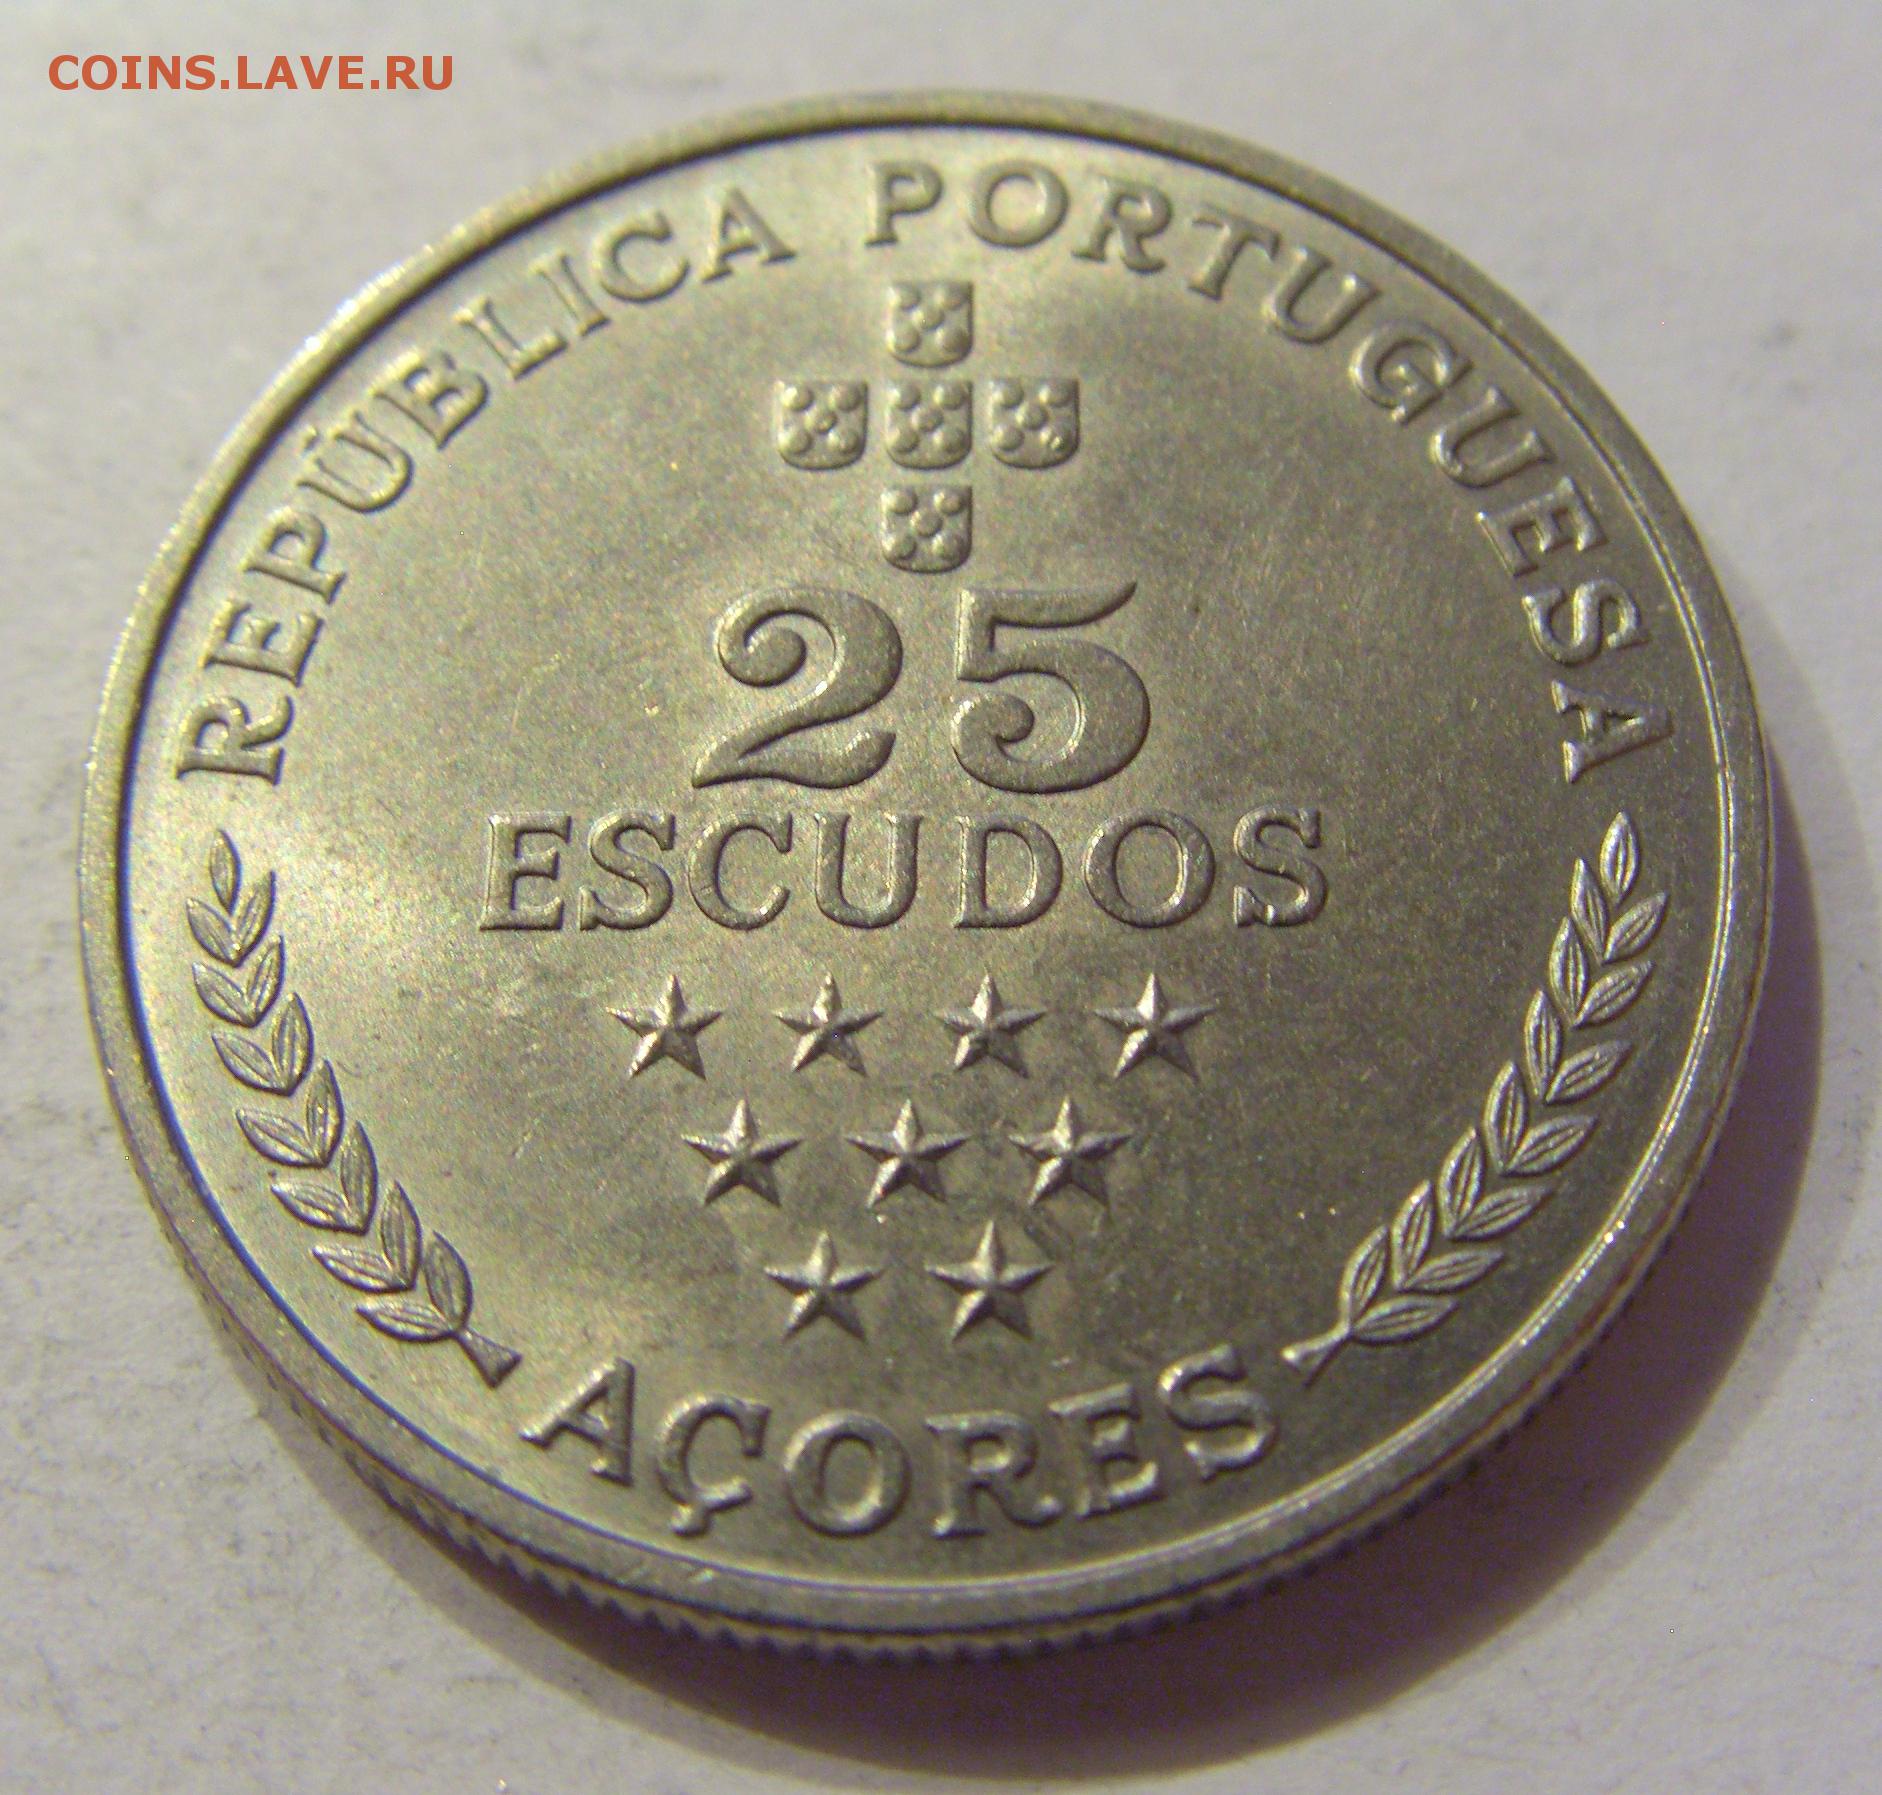 COINS.LAVE.RU
REPÚBLICA PORTUGUESA
25
ESCUDOS
AÇORES